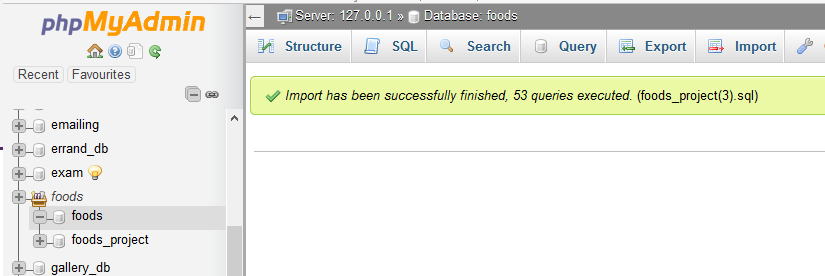 phpMyAdmin
Recent Favourites
emailing
errand_db
exam
foods
foods
foods_project
gallery_db
Server: 127.0.0.1 » Database: foods
Structure SQL Search Query Export Import
Import has been successfully finished, 53 queries executed. (foods_project(3).sql)